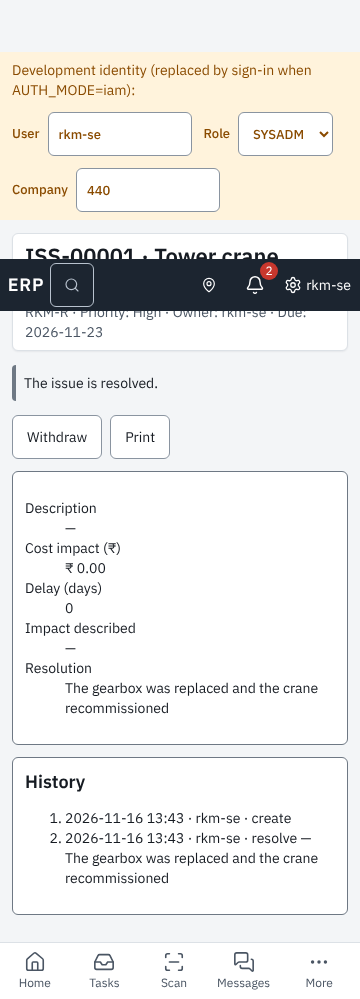 Development identity (replaced by sign-in when
AUTH_MODE=iam):
User rkm-se Role SYSADM
Company 440
ISS-00001 · Tower crane
ERP 2 rkm-se
RKM-R · Priority: High · Owner: rkm-se · Due:
2026-11-23
The issue is resolved.
Withdraw Print
Description
—
Cost impact (₹)
₹ 0.00
Delay (days)
0
Impact described
—
Resolution
The gearbox was replaced and the crane
recommissioned
History
1. 2026-11-16 13:43 · rkm-se · create
2. 2026-11-16 13:43 · rkm-se · resolve —
The gearbox was replaced and the crane
recommissioned
Home Tasks Scan Messages More